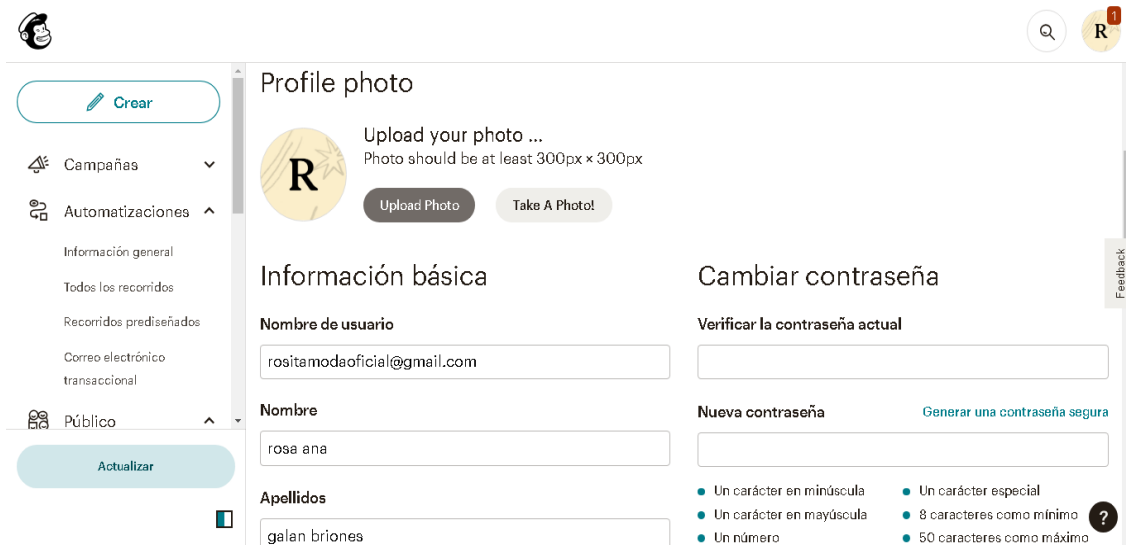 1
R
Crear
Campañas
Automatizaciones
Información general
Todos los recorridos
Recorridos prediseñados
Correo electrónico
transaccional
Público
Actualizar
Profile photo
R
Upload your photo ...
Photo should be at least 300px × 300px
Upload Photo
Take A Photo!
Información básica
Nombre de usuario
rositamodaoficial@gmail.com
Nombre
rosa ana
Apellidos
galan briones
Cambiar contraseña
Verificar la contraseña actual
Nueva contraseña
Generar una contraseña segura
Un carácter en minúscula
Un carácter en mayúscula
Un número
Un carácter especial
8 caracteres como mínimo
50 caracteres como máximo
Feedback
?